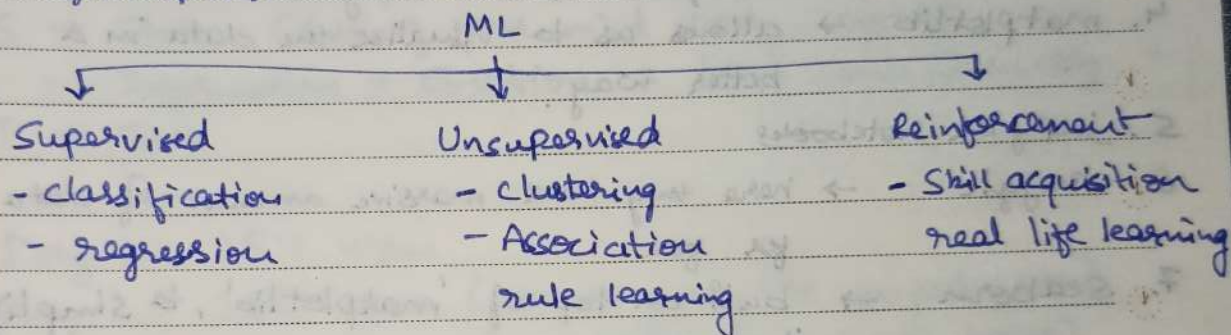 ML
Supervised Unsupervised Reinforcement
- classification - clustering - Skill acquisition
- regression - Association real life learning
rule learning